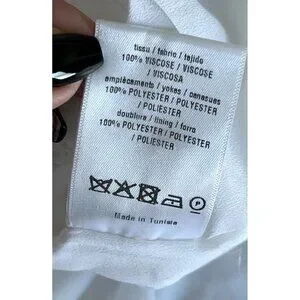 tissu / fabric / tejido
100% VISCOSE / VISCOSE
/ VISCOSA
empiècements / yokes / canesues
100% POLYESTER / POLYESTER
/ POLIESTER
doublure / lining / forro
100% POLYESTER / POLYESTER
/ POLIESTER
P
Made in Tunisia